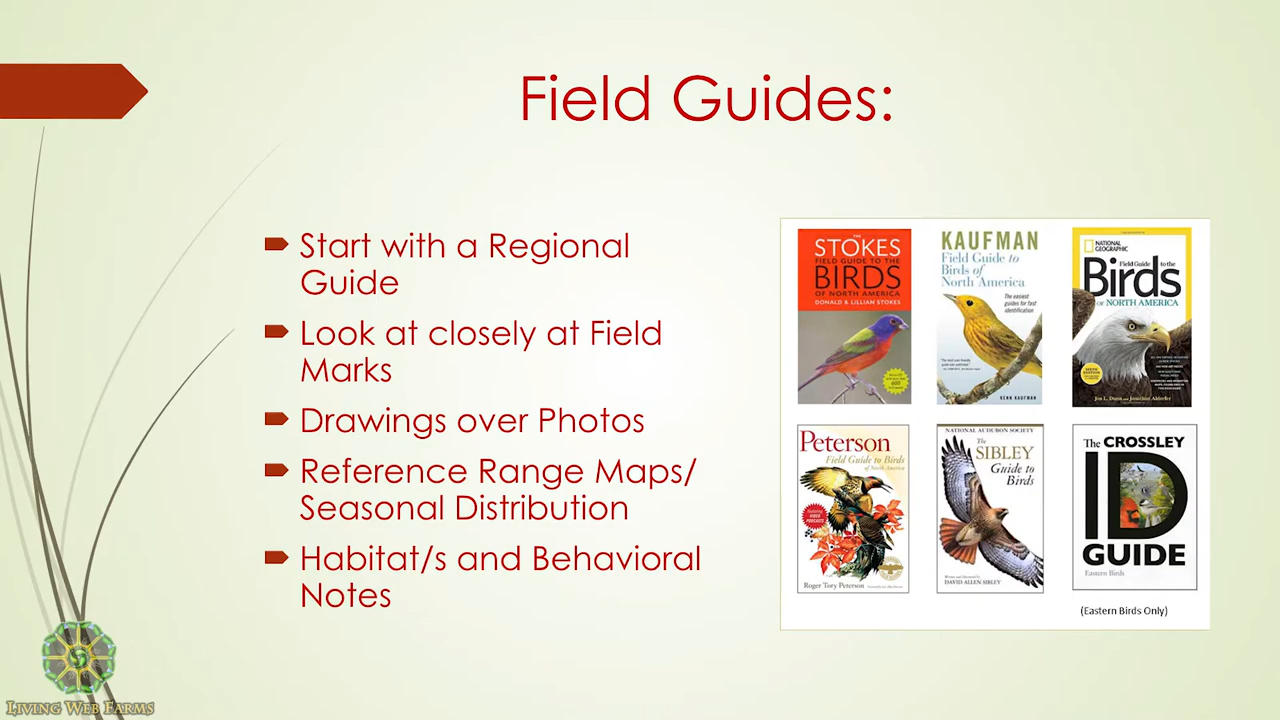 Field Guides:
Start with a Regional
Guide
Look at closely at Field
Marks
Drawings over Photos
Reference Range Maps/
Seasonal Distribution
Habitat/s and Behavioral
Notes
THE
STOKES
FIELD GUIDE TO THE
BIRDS
OF NORTH AMERICA
DONALD & LILLIAN STOKES
KAUFMAN
Field Guide to
Birds of
North America
The easiest
guides for fast
identification
KENN KAUFMAN
NATIONAL
GEOGRAPHIC
Field Guide to the
Birds
OF NORTH AMERICA
Jon L. Dunn and Jonathan Alderfer
Peterson
Field Guide to Birds
of North America
Roger Tory Peterson
NATIONAL AUDUBON SOCIETY
The
SIBLEY
Guide to
Birds
Written and Illustrated by
DAVID ALLEN SIBLEY
The CROSSLEY
ID
GUIDE
Eastern Birds
(Eastern Birds Only)
LIVING WEB FARMS